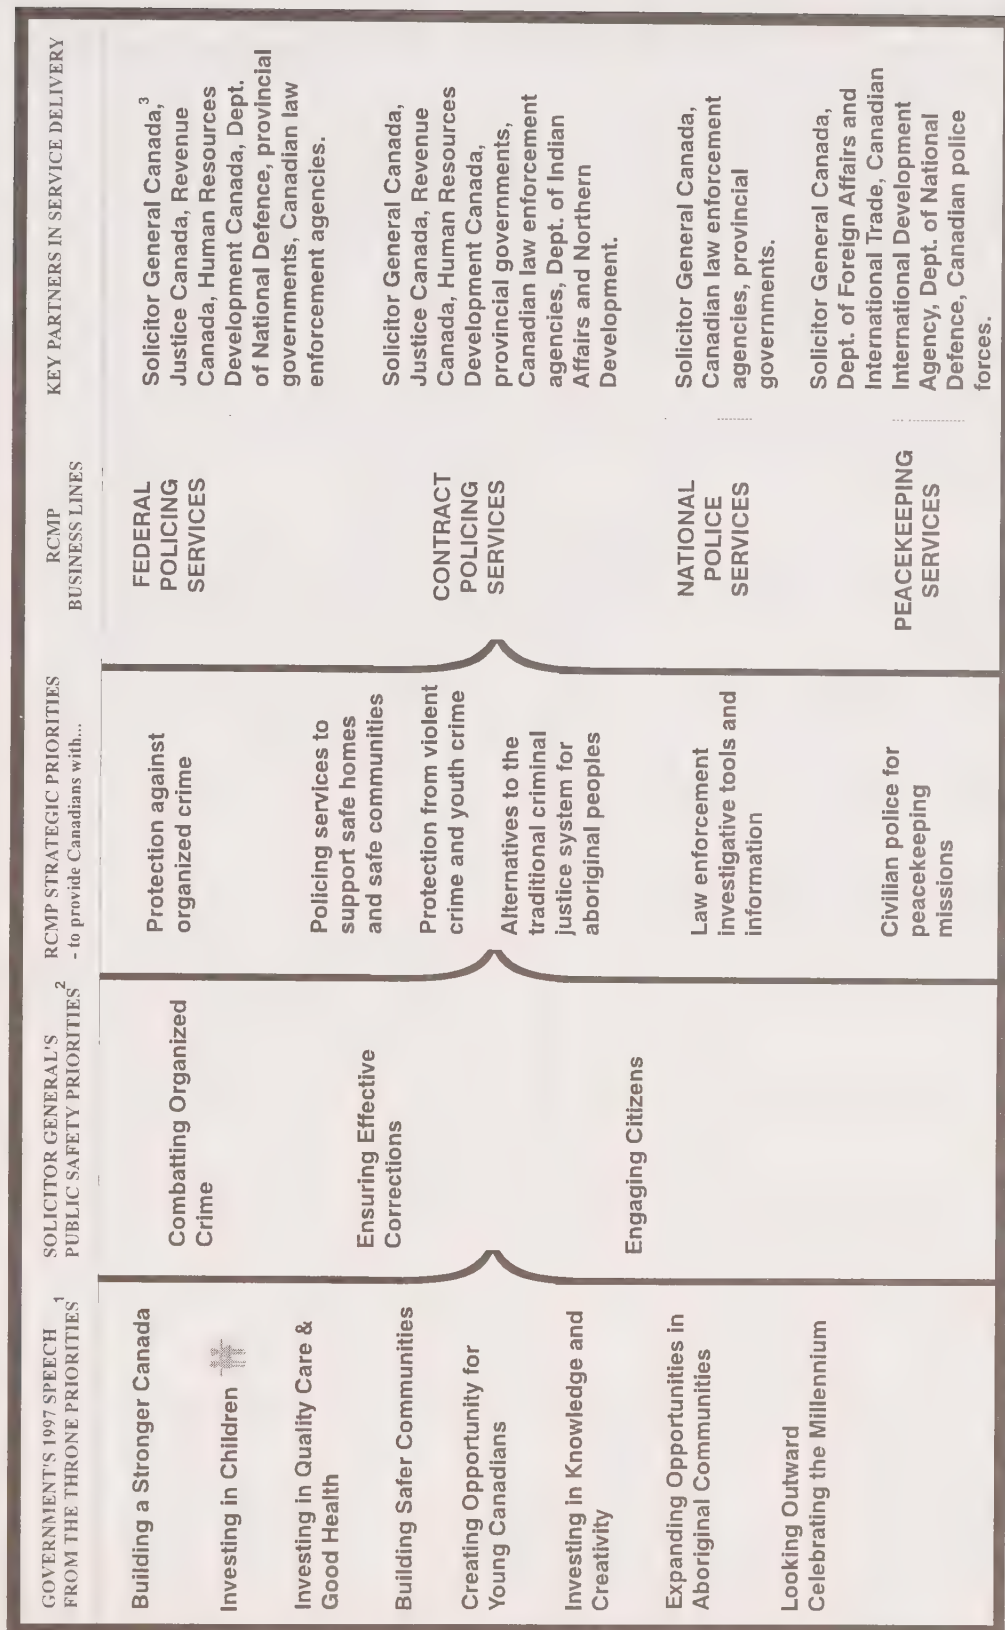 GOVERNMENT'S 1997 SPEECH
FROM THE THRONE PRIORITIES¹
Building a Stronger Canada
Investing in Children
Investing in Quality Care &
Good Health
Building Safer Communities
Creating Opportunity for
Young Canadians
Investing in Knowledge and
Creativity
Expanding Opportunities in
Aboriginal Communities
Looking Outward
Celebrating the Millennium
SOLICITOR GENERAL'S
PUBLIC SAFETY PRIORITIES²
Combatting Organized
Crime
Ensuring Effective
Corrections
Engaging Citizens
RCMP STRATEGIC PRIORITIES
- to provide Canadians with...
Protection against
organized crime
Policing services to
support safe homes
and safe communities
Protection from violent
crime and youth crime
Alternatives to the
traditional criminal
justice system for
aboriginal peoples
Law enforcement
investigative tools and
information
Civilian police for
peacekeeping
missions
RCMP
BUSINESS LINES
FEDERAL
POLICING
SERVICES
CONTRACT
POLICING
SERVICES
NATIONAL
POLICE
SERVICES
PEACEKEEPING
SERVICES
KEY PARTNERS IN SERVICE DELIVERY
Solicitor General Canada,³
Justice Canada, Revenue
Canada, Human Resources
Development Canada, Dept.
of National Defence, provincial
governments, Canadian law
enforcement agencies.
Solicitor General Canada,
Justice Canada, Revenue
Canada, Human Resources
Development Canada,
provincial governments,
Canadian law enforcement
agencies, Dept. of Indian
Affairs and Northern
Development.
Solicitor General Canada,
Canadian law enforcement
agencies, provincial
governments.
Solicitor General Canada,
Dept. of Foreign Affairs and
International Trade, Canadian
International Development
Agency, Dept. of National
Defence, Canadian police
forces.